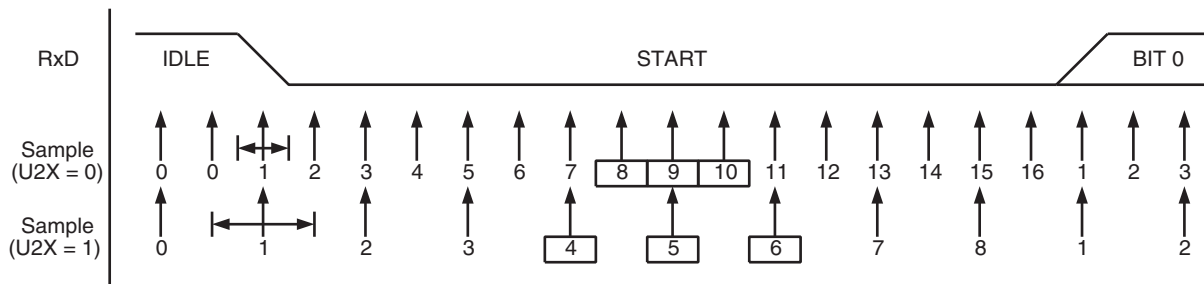 RxD IDLE START BIT 0
Sample
(U2X = 0)
0 0 1 2 3 4 5 6 7 8 9 10 11 12 13 14 15 16 1 2 3
Sample
(U2X = 1)
0 1 2 3 4 5 6 7 8 1 2